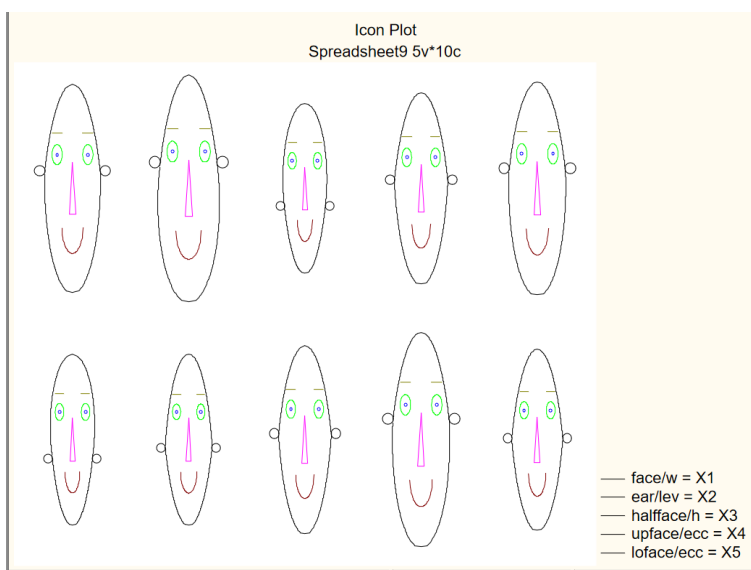 Icon Plot
Spreadsheet9 5v*10c
face/w = X1
ear/lev = X2
halfface/h = X3
upface/ecc = X4
loface/ecc = X5